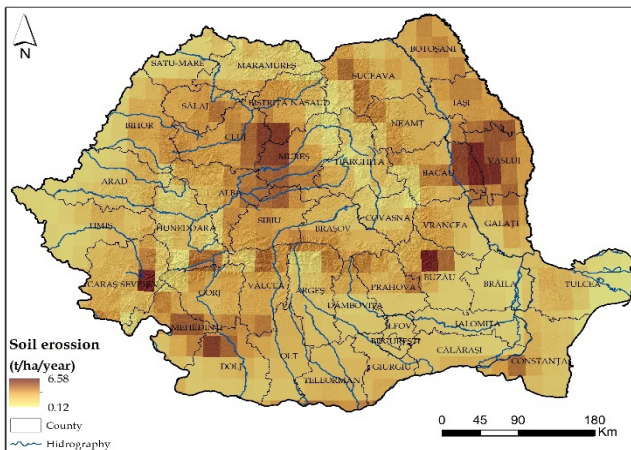 N
BOTOȘANI
SATU-MARE
MARAMUREȘ
SUCEAVA
BISTRIȚA NASAUD
IAȘI
SĂLAJ
NEAMȚ
BIHOR
CLUJ
MUREȘ
HARGHITA
BACĂU
VASLUI
ARAD
ALBA
SIBIU
COVASNA
TIMIȘ
HUNEDOARA
BRAȘOV
VRANCEA
GALAȚI
CARAȘ SEVERIN
GORJ
VÂLCEA
ARGEȘ
PRAHOVA
BUZĂU
BRĂILA
TULCEA
DÂMBOVIȚA
MEHEDINȚI
ILFOV
IALOMIȚA
BUCUREȘTI
OLT
CĂLĂRAȘI
CONSTANȚA
DOLJ
GIURGIU
TELEORMAN
Soil erossion
(t/ha/year)
6.58
0.12
County
Hidrography
0 45 90 180
Km